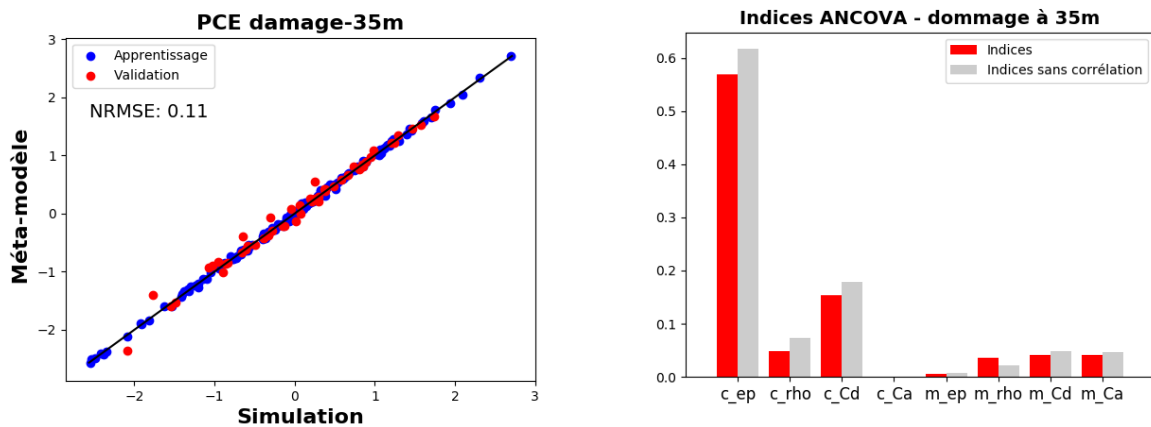 PCE damage-35m
Apprentissage
Validation
NRMSE: 0.11
Méta-modèle
3
2
1
0
−1
−2
−2
−1
0
1
2
3
Simulation
Indices ANCOVA - dommage à 35m
Indices
Indices sans corrélation
0.6
0.5
0.4
0.3
0.2
0.1
0.0
c_ep
c_rho
c_Cd
c_Ca
m_ep
m_rho
m_Cd
m_Ca